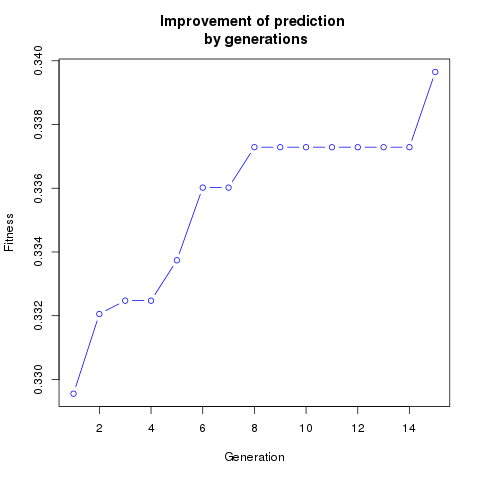 Improvement of prediction
by generations
0.340
0.338
0.336
0.334
0.332
0.330
Fitness
2 4 6 8 10 12 14
Generation